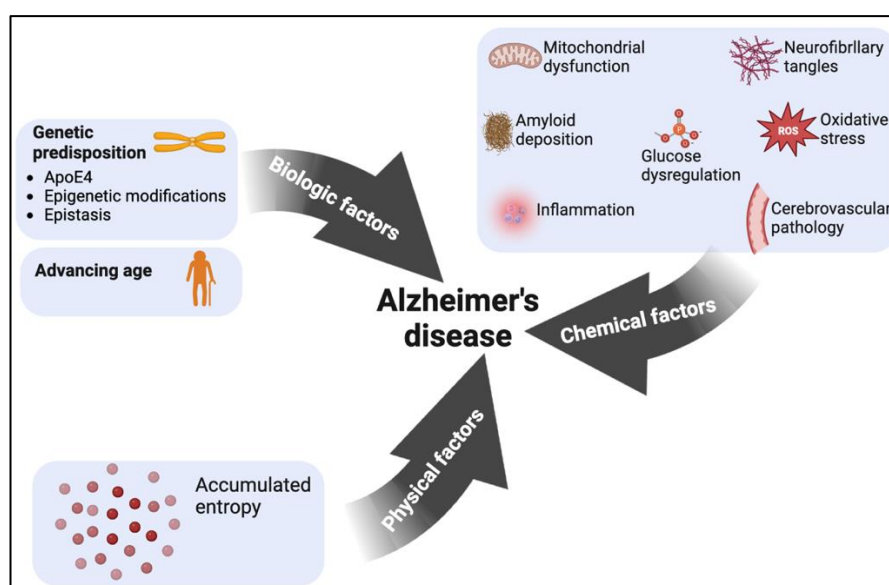 Genetic
predisposition
• ApoE4
• Epigenetic modifications
• Epistasis
Advancing age
Biologic factors
Mitochondrial
dysfunction
Neurofibrllary
tangles
Amyloid
deposition
P
O
O
O
O
Glucose
dysregulation
ROS
Oxidative
stress
Inflammation
Cerebrovascular
pathology
Chemical factors
Alzheimer's
disease
Physical factors
Accumulated
entropy